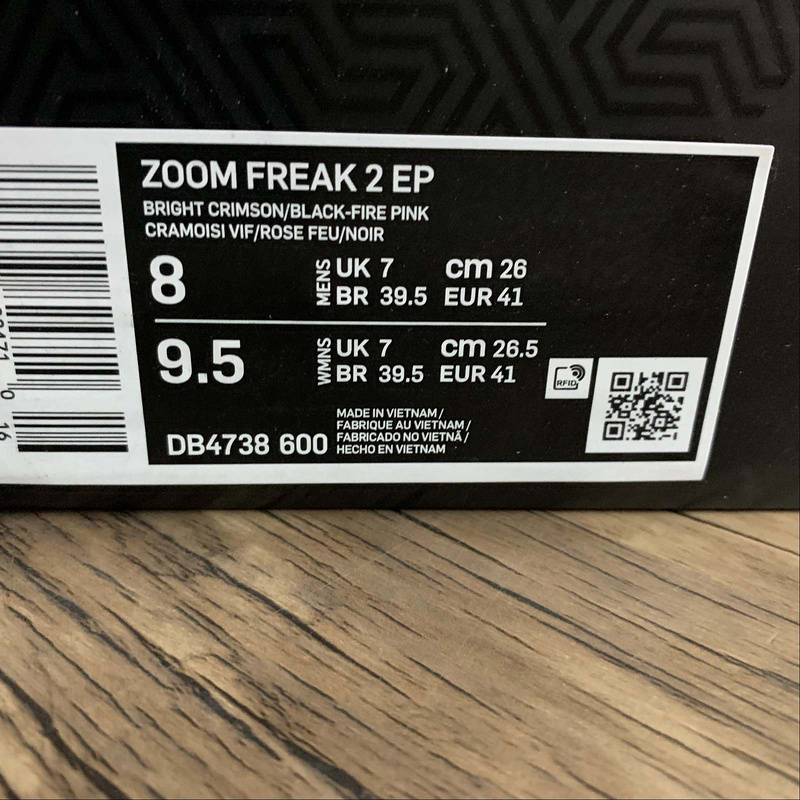 ZOOM FREAK 2 EP
BRIGHT CRIMSON/BLACK-FIRE PINK
CRAMOISI VIF/ROSE FEU/NOIR
8 MENS UK 7 cm 26
BR 39.5 EUR 41
9.5 WMNS UK 7 cm 26.5
BR 39.5 EUR 41
RFID
DB4738 600
MADE IN VIETNAM /
FABRIQUE AU VIETNAM /
FABRICADO NO VIETNÃ /
HECHO EN VIETNAM
0
16